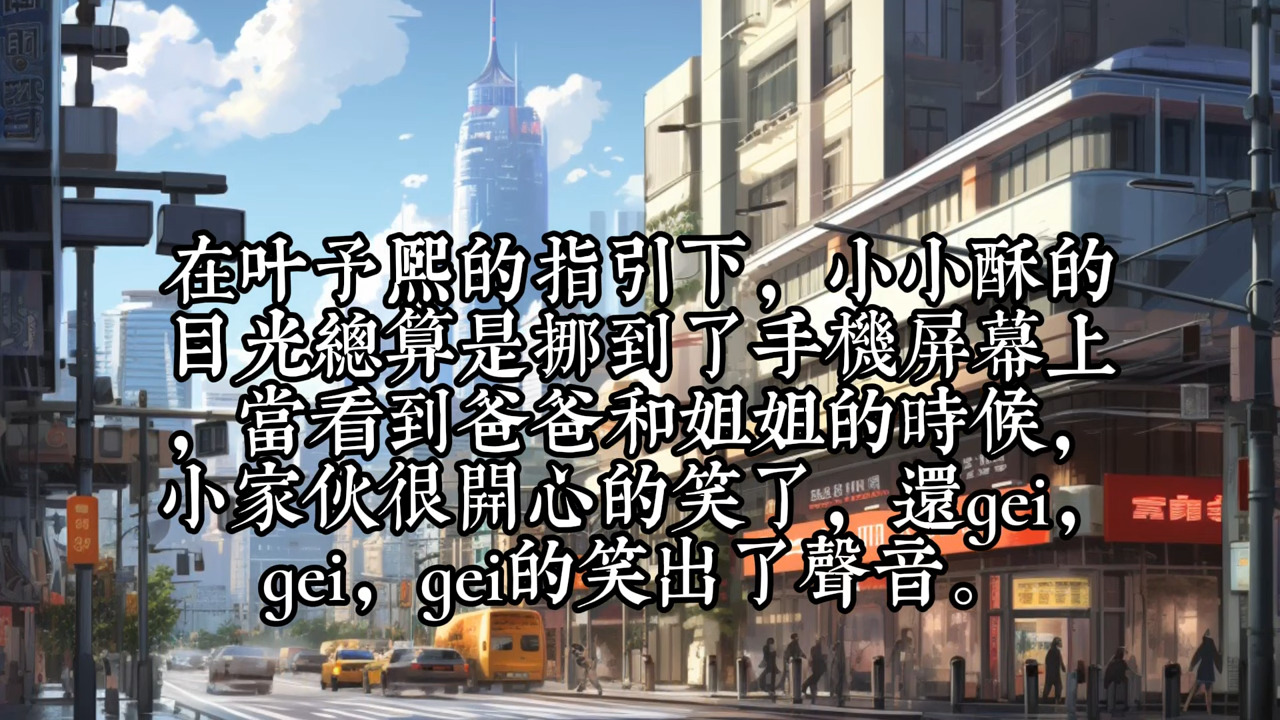 在叶予熙的指引下，小小酥的
目光總算是挪到了手機屏幕上
，當看到爸爸和姐姐的時候，
小家伙很開心的笑了，還gei，
gei，gei的笑出了聲音。